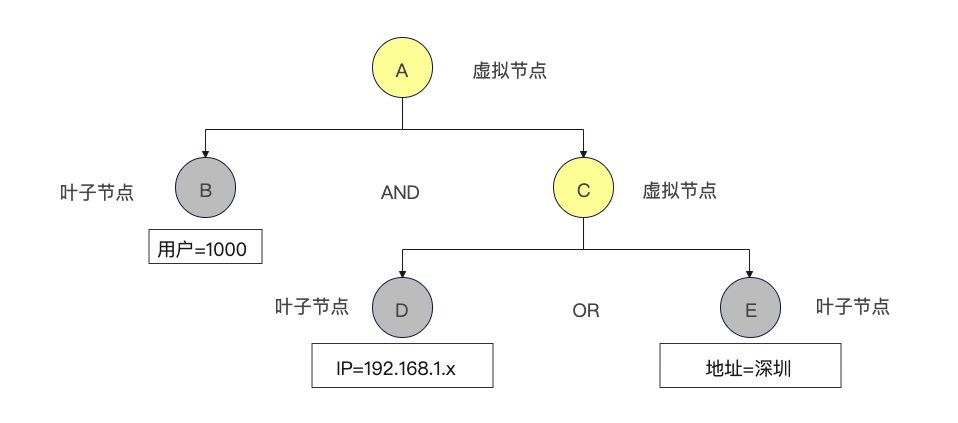 A
虚拟节点
叶子节点
B
AND
C
虚拟节点
用户=1000
叶子节点
D
OR
E
叶子节点
IP=192.168.1.x
地址=深圳